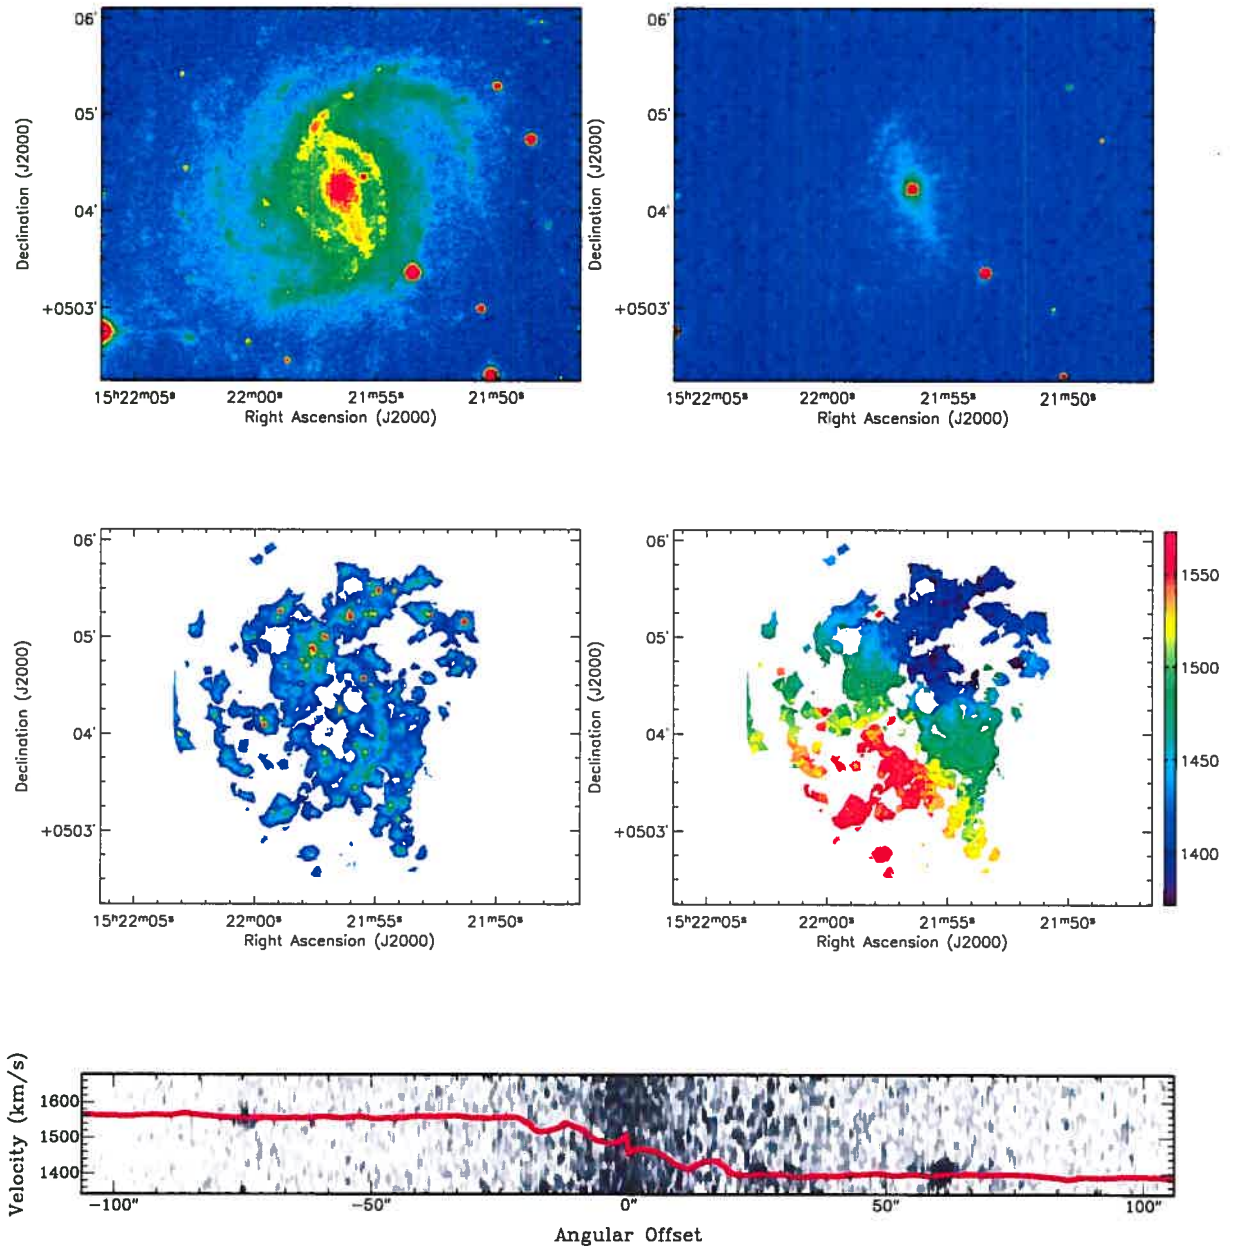 06'
05'
04'
+0503'
Declination (J2000)
15ʰ22ᵐ05ˢ 22ᵐ00ˢ 21ᵐ55ˢ 21ᵐ50ˢ
Right Ascension (J2000)
06'
05'
04'
+0503'
Declination (J2000)
15ʰ22ᵐ05ˢ 22ᵐ00ˢ 21ᵐ55ˢ 21ᵐ50ˢ
Right Ascension (J2000)
06'
05'
04'
+0503'
Declination (J2000)
15ʰ22ᵐ05ˢ 22ᵐ00ˢ 21ᵐ55ˢ 21ᵐ50ˢ
Right Ascension (J2000)
06'
05'
04'
+0503'
Declination (J2000)
15ʰ22ᵐ05ˢ 22ᵐ00ˢ 21ᵐ55ˢ 21ᵐ50ˢ
Right Ascension (J2000)
1550
1500
1450
1400
Velocity (km/s)
1600
1500
1400
−100" −50" 0" 50" 100"
Angular Offset